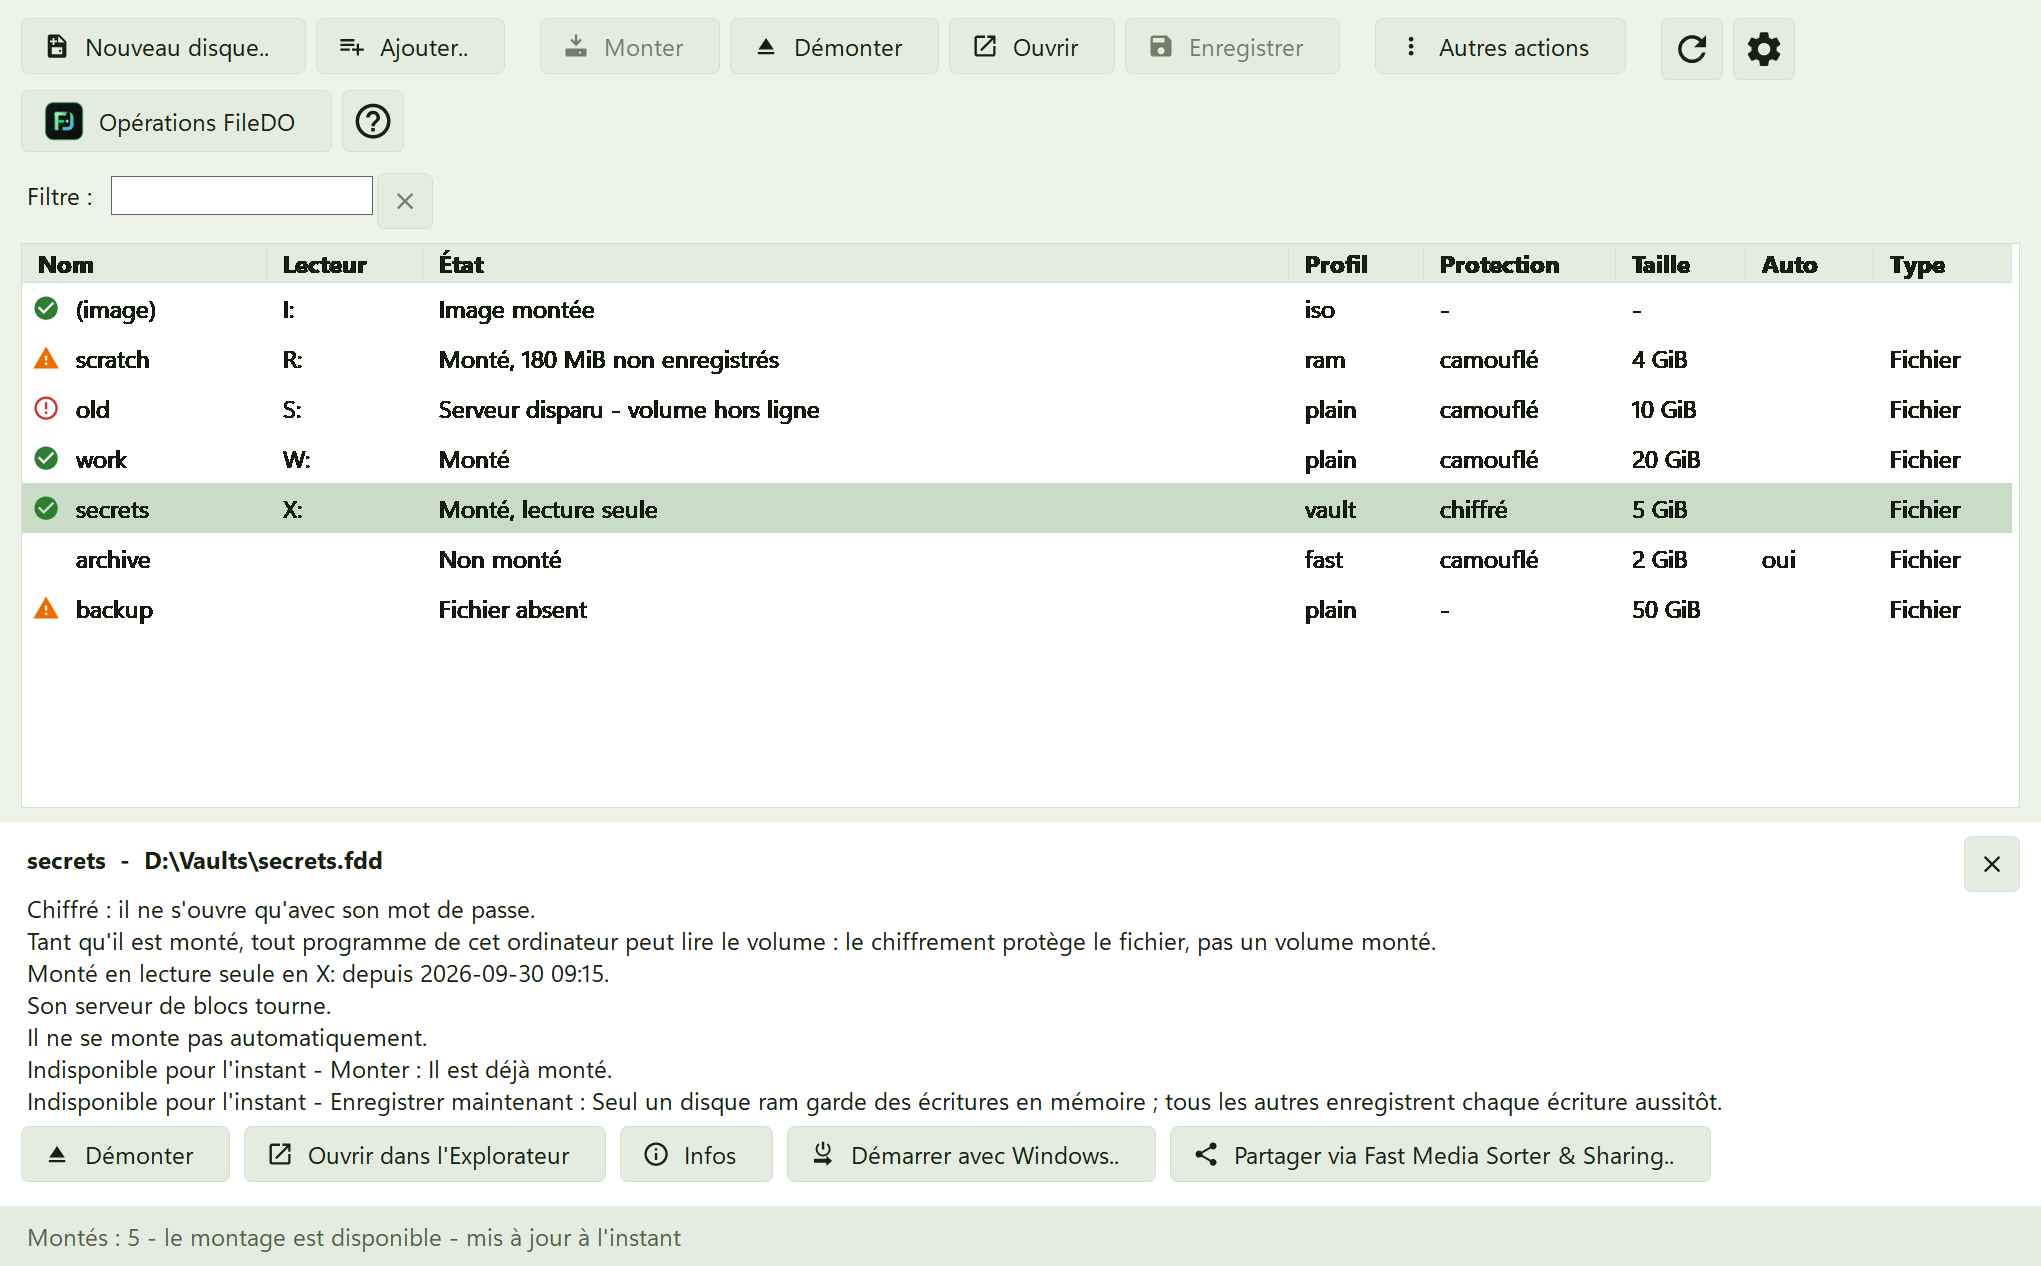 Nouveau disque..
Ajouter..
Monter
Démonter
Ouvrir
Enregistrer
Autres actions
Opérations FileDO
Filtre :
Nom Lecteur État Profil Protection Taille Auto Type
(image) I: Image montée iso - -
scratch R: Monté, 180 MiB non enregistrés ram camouflé 4 GiB Fichier
old S: Serveur disparu - volume hors ligne plain camouflé 10 GiB Fichier
work W: Monté plain camouflé 20 GiB Fichier
secrets X: Monté, lecture seule vault chiffré 5 GiB Fichier
archive Non monté fast camouflé 2 GiB oui Fichier
backup Fichier absent plain - 50 GiB Fichier
secrets - D:\Vaults\secrets.fdd
Chiffré : il ne s'ouvre qu'avec son mot de passe.
Tant qu'il est monté, tout programme de cet ordinateur peut lire le volume : le chiffrement protège le fichier, pas un volume monté.
Monté en lecture seule en X: depuis 2026-09-30 09:15.
Son serveur de blocs tourne.
Il ne se monte pas automatiquement.
Indisponible pour l'instant - Monter : Il est déjà monté.
Indisponible pour l'instant - Enregistrer maintenant : Seul un disque ram garde des écritures en mémoire ; tous les autres enregistrent chaque écriture aussitôt.
Démonter
Ouvrir dans l'Explorateur
Infos
Démarrer avec Windows..
Partager via Fast Media Sorter & Sharing..
Montés : 5 - le montage est disponible - mis à jour à l'instant